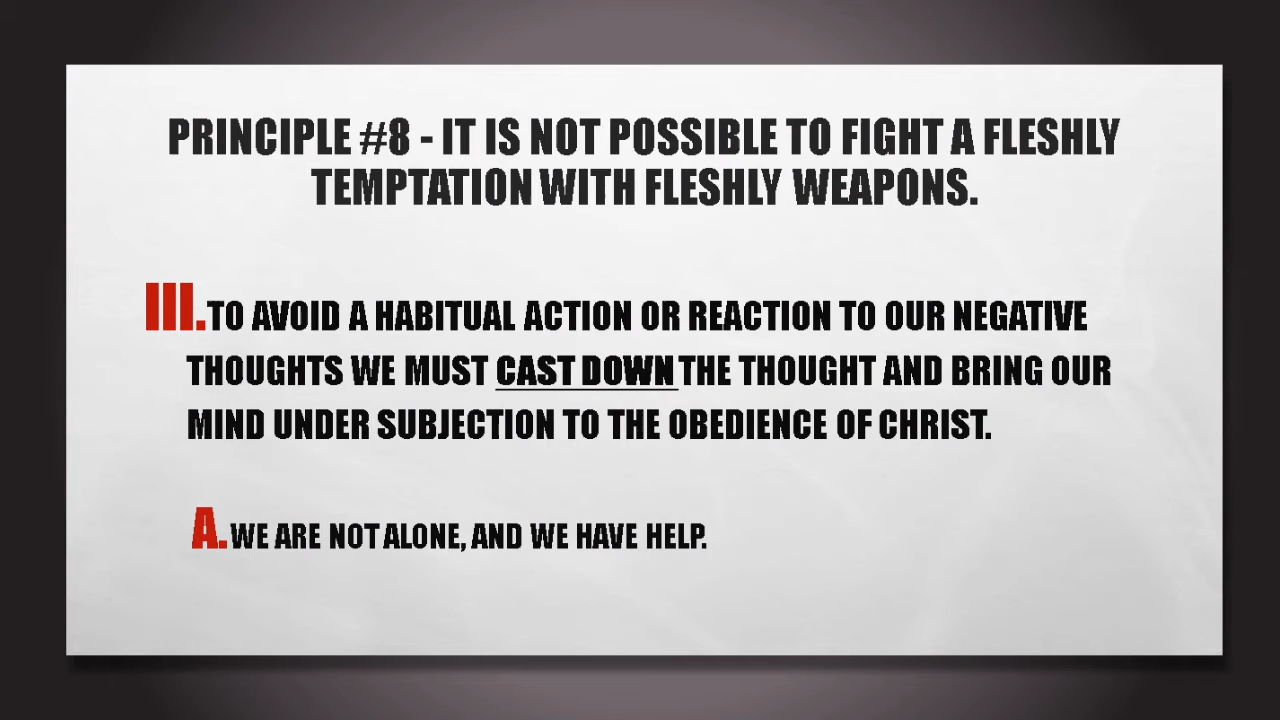 PRINCIPLE #8 - IT IS NOT POSSIBLE TO FIGHT A FLESHLY
TEMPTATION WITH FLESHLY WEAPONS.
III. TO AVOID A HABITUAL ACTION OR REACTION TO OUR NEGATIVE
THOUGHTS WE MUST CAST DOWN THE THOUGHT AND BRING OUR
MIND UNDER SUBJECTION TO THE OBEDIENCE OF CHRIST.
A. WE ARE NOT ALONE, AND WE HAVE HELP.